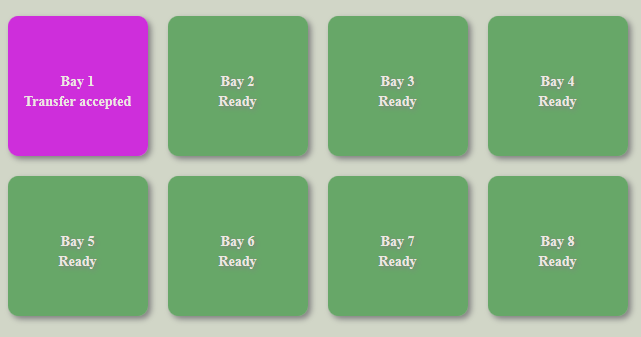 Bay 1
Transfer accepted
Bay 2
Ready
Bay 3
Ready
Bay 4
Ready
Bay 5
Ready
Bay 6
Ready
Bay 7
Ready
Bay 8
Ready